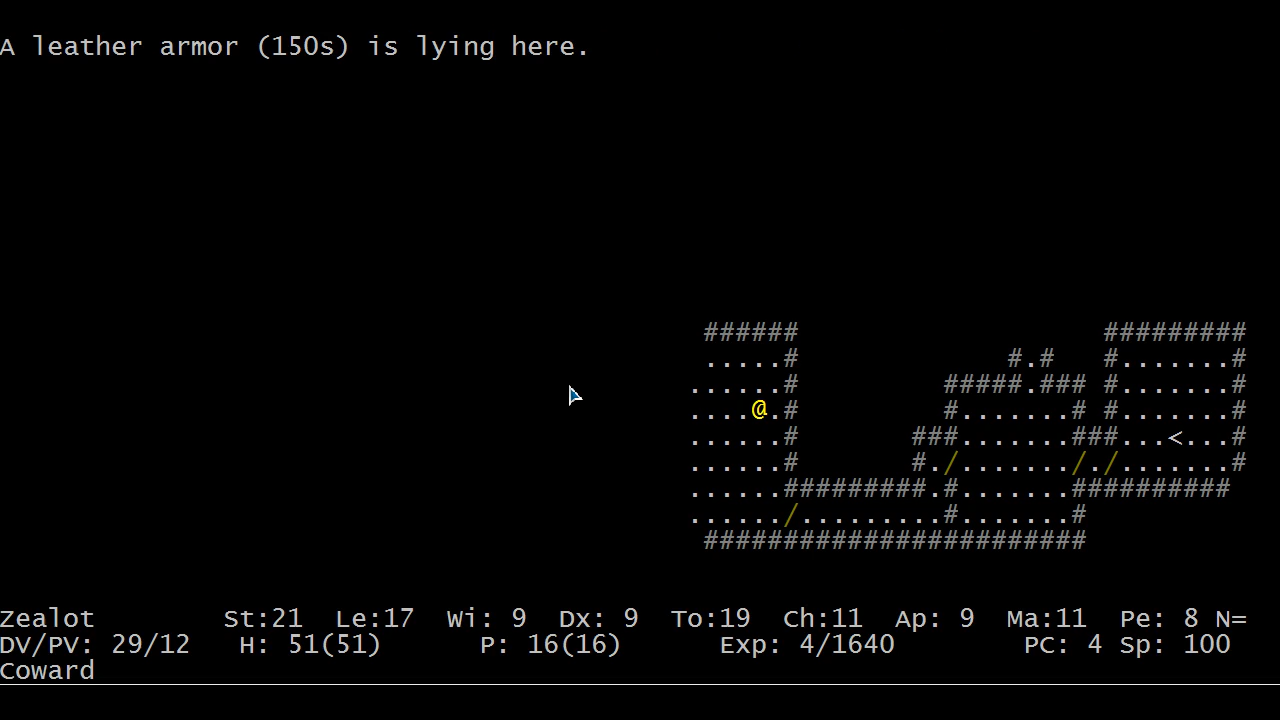 A leather armor (150s) is lying here.
######                   #########
.....#             #.#   #.......#
......#         #####.### #.......#
....@.#         #.......# #.......#
......#       ###.......###...<...#
......#       #./......././.......#
......#########.#.......##########
....../.........#.......#
########################
Zealot        St:21  Le:17  Wi: 9  Dx: 9  To:19  Ch:11  Ap: 9  Ma:11  Pe: 8 N=
DV/PV: 29/12   H: 51(51)      P: 16(16)      Exp: 4/1640        PC: 4 Sp: 100
Coward